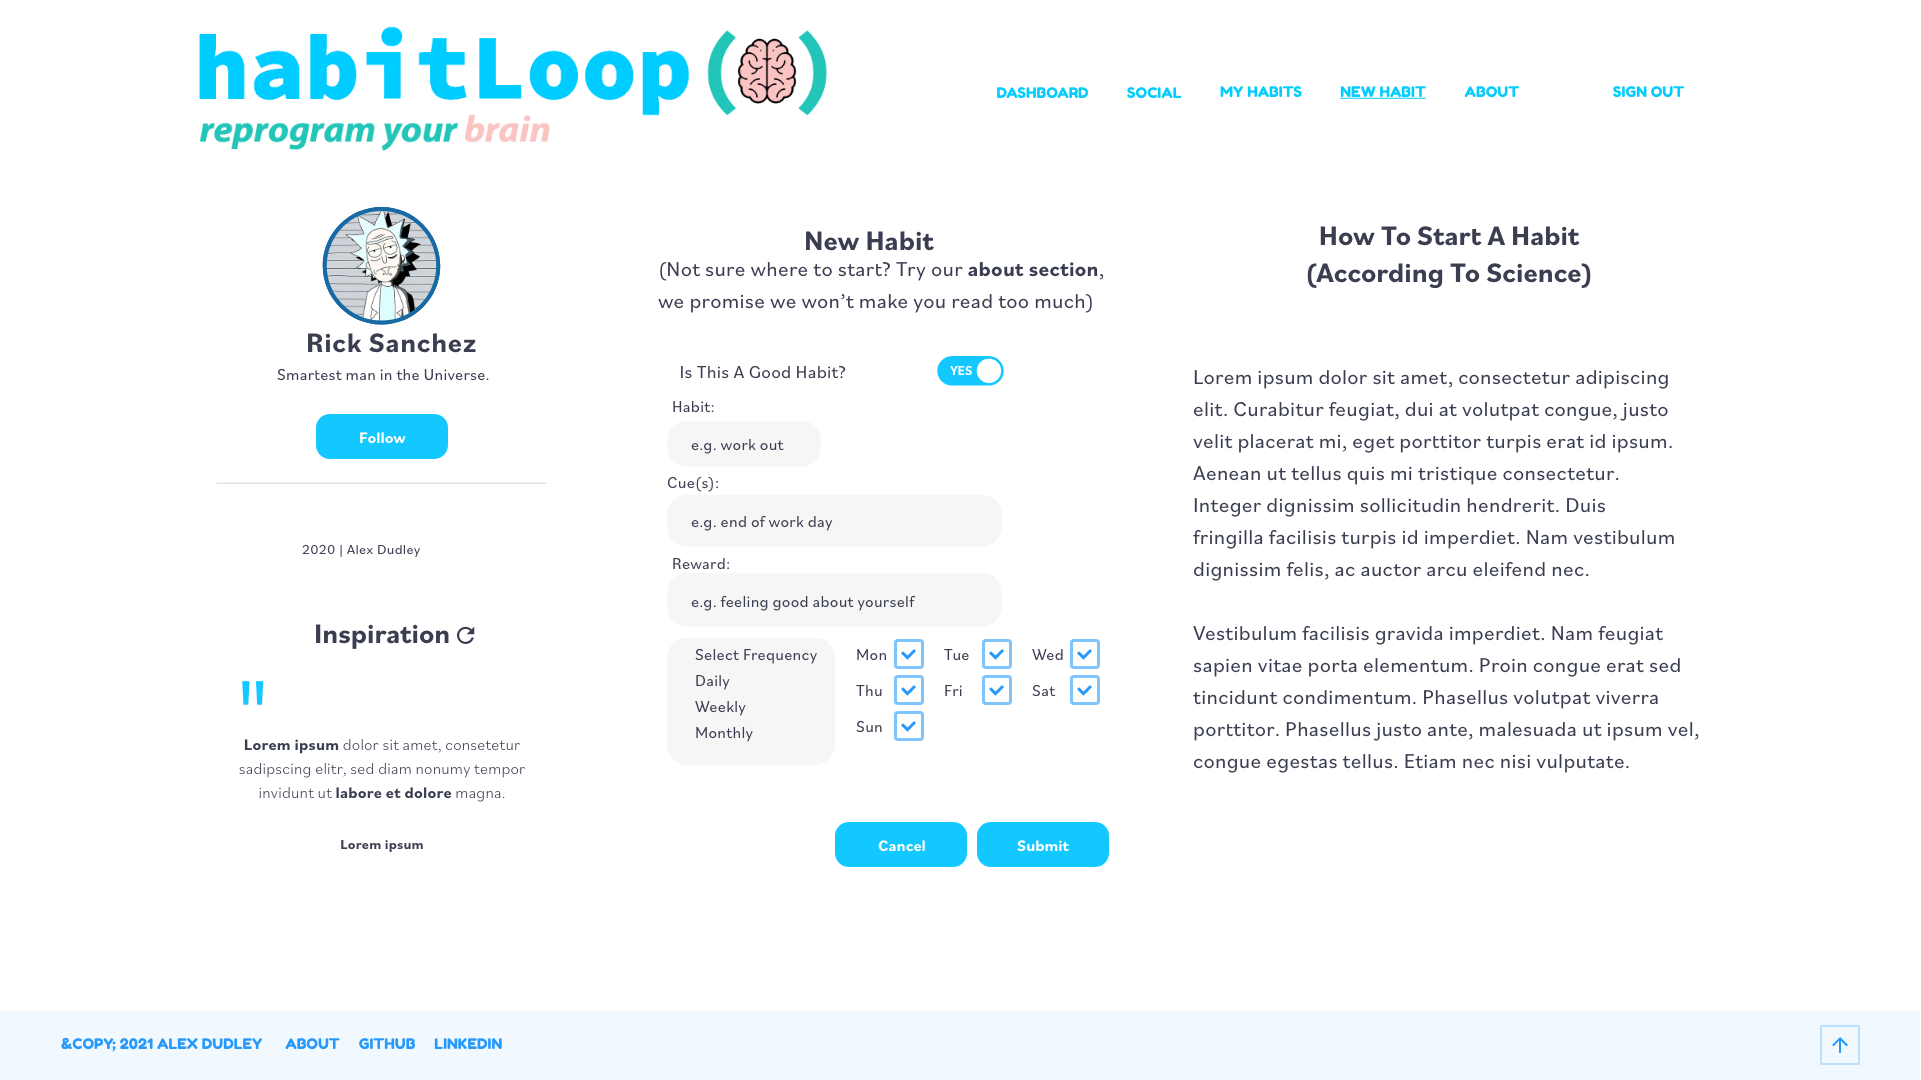 habitLoop()
reprogram your brain
DASHBOARD
SOCIAL
MY HABITS
NEW HABIT
ABOUT
SIGN OUT
Rick Sanchez
Smartest man in the Universe.
Follow
2020 | Alex Dudley
Inspiration
"
Lorem ipsum dolor sit amet, consetetur
sadipscing elitr, sed diam nonumy tempor
invidunt ut labore et dolore magna.
Lorem ipsum
New Habit
(Not sure where to start? Try our about section,
we promise we won't make you read too much)
Is This A Good Habit?
YES
Habit:
e.g. work out
Cue(s):
e.g. end of work day
Reward:
e.g. feeling good about yourself
Select Frequency
Daily
Weekly
Monthly
Mon Tue Wed
Thu Fri Sat
Sun
Cancel
Submit
How To Start A Habit
(According To Science)
Lorem ipsum dolor sit amet, consectetur adipiscing
elit. Curabitur feugiat, dui at volutpat congue, justo
velit placerat mi, eget porttitor turpis erat id ipsum.
Aenean ut tellus quis mi tristique consectetur.
Integer dignissim sollicitudin hendrerit. Duis
fringilla facilisis turpis id imperdiet. Nam vestibulum
dignissim felis, ac auctor arcu eleifend nec.
Vestibulum facilisis gravida imperdiet. Nam feugiat
sapien vitae porta elementum. Proin congue erat sed
tincidunt condimentum. Phasellus volutpat viverra
porttitor. Phasellus justo ante, malesuada ut ipsum vel,
congue egestas tellus. Etiam nec nisi vulputate.
&COPY; 2021 ALEX DUDLEY
ABOUT
GITHUB
LINKEDIN